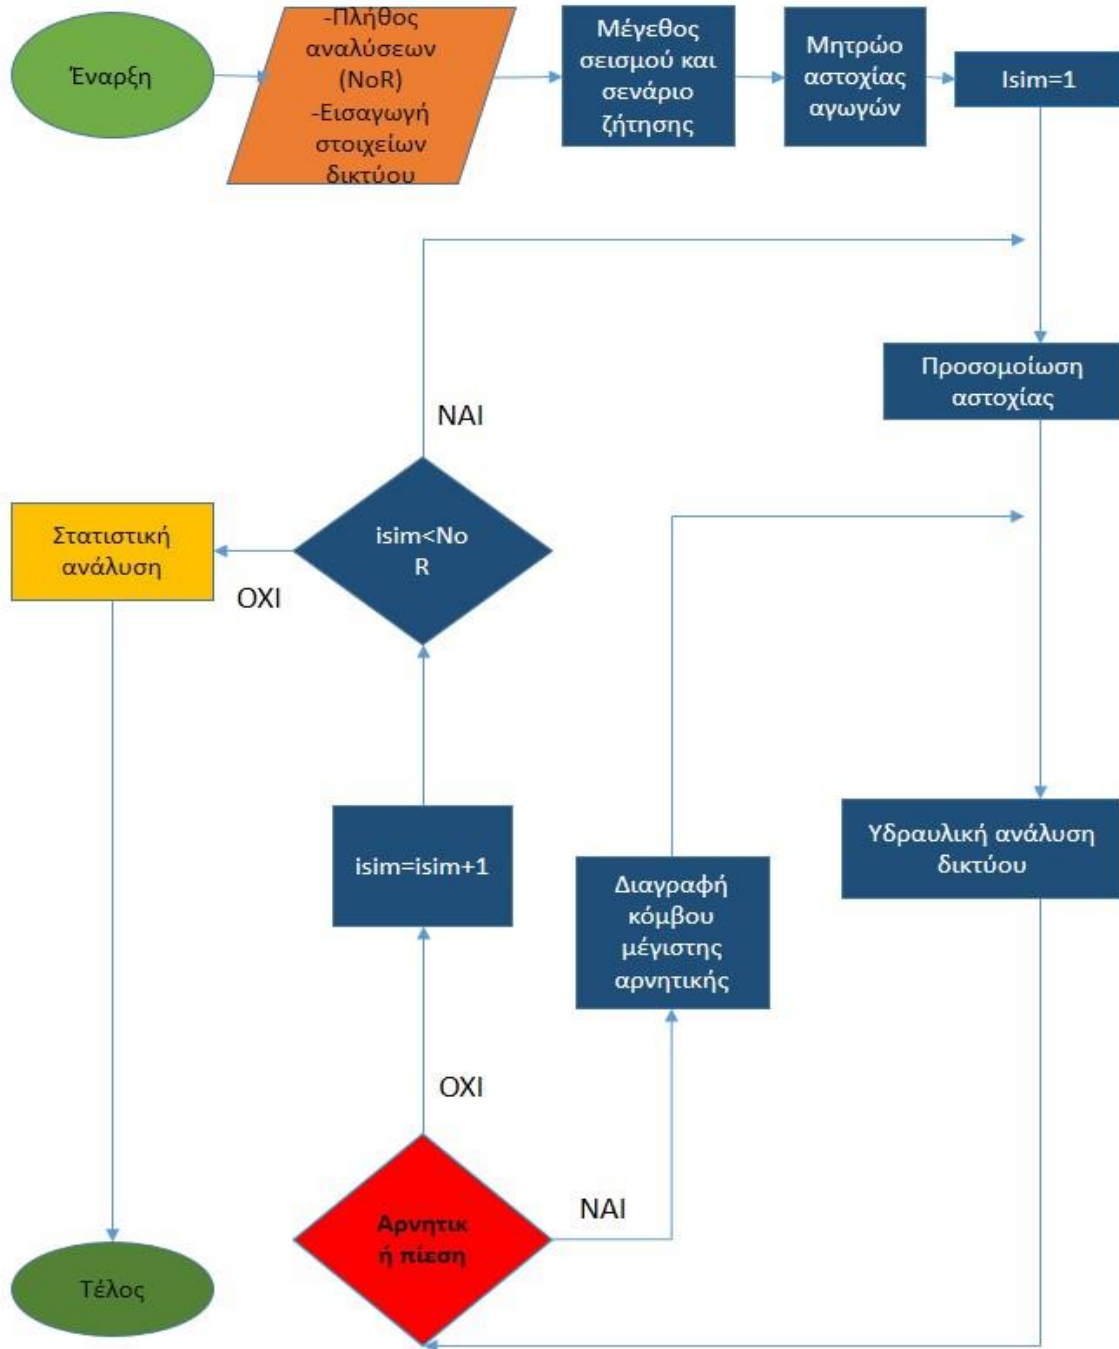 Έναρξη
-Πλήθος
αναλύσεων
(NoR)
-Εισαγωγή
στοιχείων
δικτύου
Μέγεθος
σεισμού και
σενάριο
ζήτησης
Μητρώο
αστοχίας
αγωγών
Isim=1
Προσομοίωση
αστοχίας
ΝΑΙ
Στατιστική
ανάλυση
isim<No
R
ΟΧΙ
isim=isim+1
Διαγραφή
κόμβου
μέγιστης
αρνητικής
Υδραυλική ανάλυση
δικτύου
ΟΧΙ
Αρνητικ
ή πίεση
ΝΑΙ
Τέλος